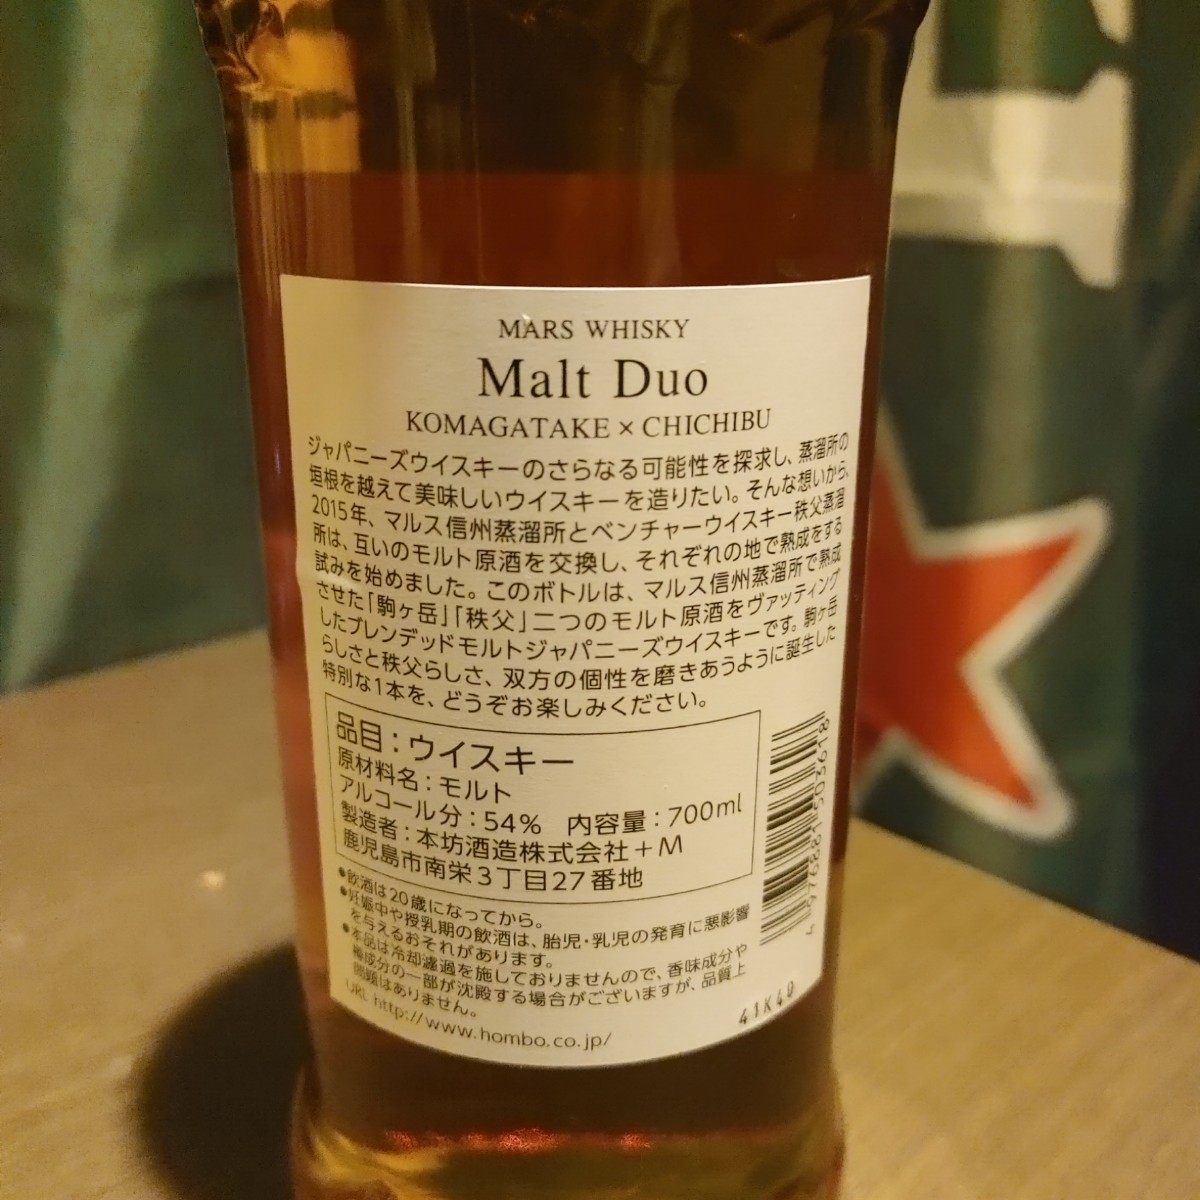 MARS WHISKY
Malt Duo
KOMAGATAKE × CHICHIBU
ジャパニーズウイスキーのさらなる可能性を探求し、蒸溜所の
垣根を越えて美味しいウイスキーを造りたい。そんな想いから、
2015年、マルス信州蒸溜所とベンチャーウイスキー秩父蒸溜
所は、互いのモルト原酒を交換し、それぞれの地で熟成をする
試みを始めました。このボトルは、マルス信州蒸溜所で熟成
させた「駒ヶ岳」「秩父」二つのモルト原酒をヴァッティング
したブレンデッドモルトジャパニーズウイスキーです。駒ヶ岳
らしさと秩父らしさ、双方の個性を磨きあうように誕生した
特別な1本を、どうぞお楽しみください。
品目：ウイスキー
原材料名：モルト
アルコール分：54% 内容量：700ml
製造者：本坊酒造株式会社＋M
鹿児島市南栄3丁目27番地
●飲酒は20歳になってから。
●妊娠中や授乳期の飲酒は、胎児・乳児の発育に悪影響
を与えるおそれがあります。
●本品は冷却濾過を施しておりませんので、香味成分や
樽成分の一部が沈殿する場合がございますが、品質上
問題はありません。
URL http://www.hombo.co.jp/
4 976881 503618
41K40